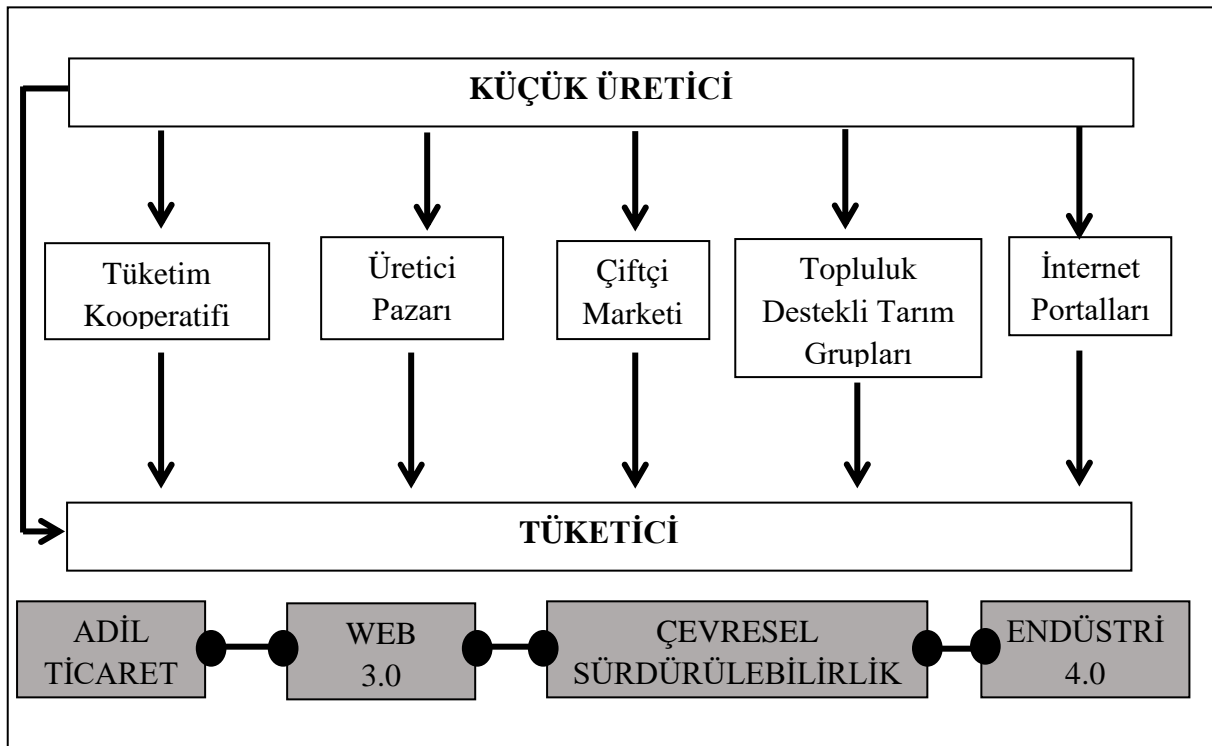 KÜÇÜK ÜRETİCİ
Tüketim
Kooperatifi
Üretici
Pazarı
Çiftçi
Marketi
Topluluk
Destekli Tarım
Grupları
İnternet
Portalları
TÜKETİCİ
ADİL
TİCARET
WEB
3.0
ÇEVRESEL
SÜRDÜRÜLEBİLİRLİK
ENDÜSTRİ
4.0